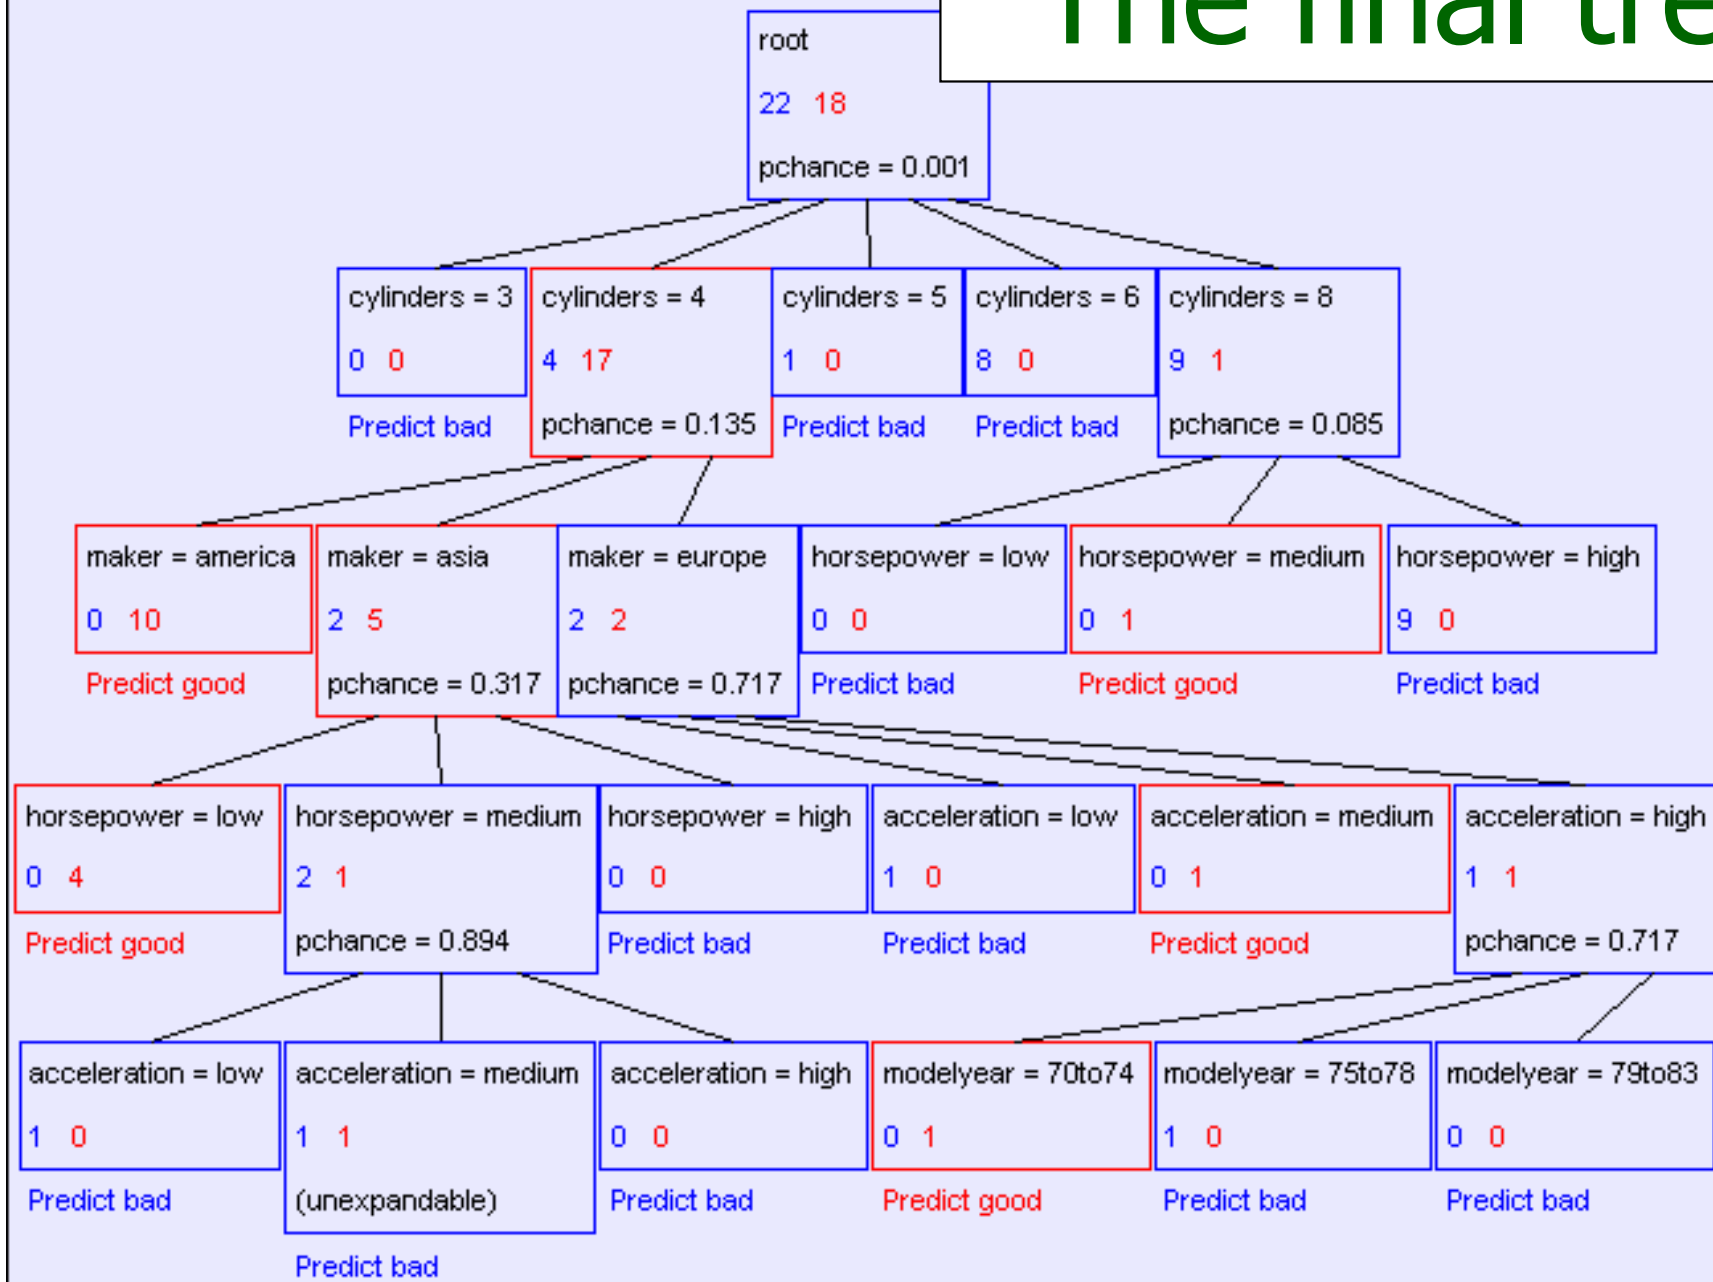 The final tre
root
22 18
pchance = 0.001
cylinders = 3
0 0
Predict bad
cylinders = 4
4 17
pchance = 0.135
cylinders = 5
1 0
Predict bad
cylinders = 6
8 0
Predict bad
cylinders = 8
9 1
pchance = 0.085
maker = america
0 10
Predict good
maker = asia
2 5
pchance = 0.317
maker = europe
2 2
pchance = 0.717
horsepower = low
0 0
Predict bad
horsepower = medium
0 1
Predict good
horsepower = high
9 0
Predict bad
horsepower = low
0 4
Predict good
horsepower = medium
2 1
pchance = 0.894
horsepower = high
0 0
Predict bad
acceleration = low
1 0
Predict bad
acceleration = medium
0 1
Predict good
acceleration = high
1 1
pchance = 0.717
acceleration = low
1 0
Predict bad
acceleration = medium
1 1
(unexpandable)
Predict bad
acceleration = high
0 0
Predict bad
modelyear = 70to74
0 1
Predict good
modelyear = 75to78
1 0
Predict bad
modelyear = 79to83
0 0
Predict bad